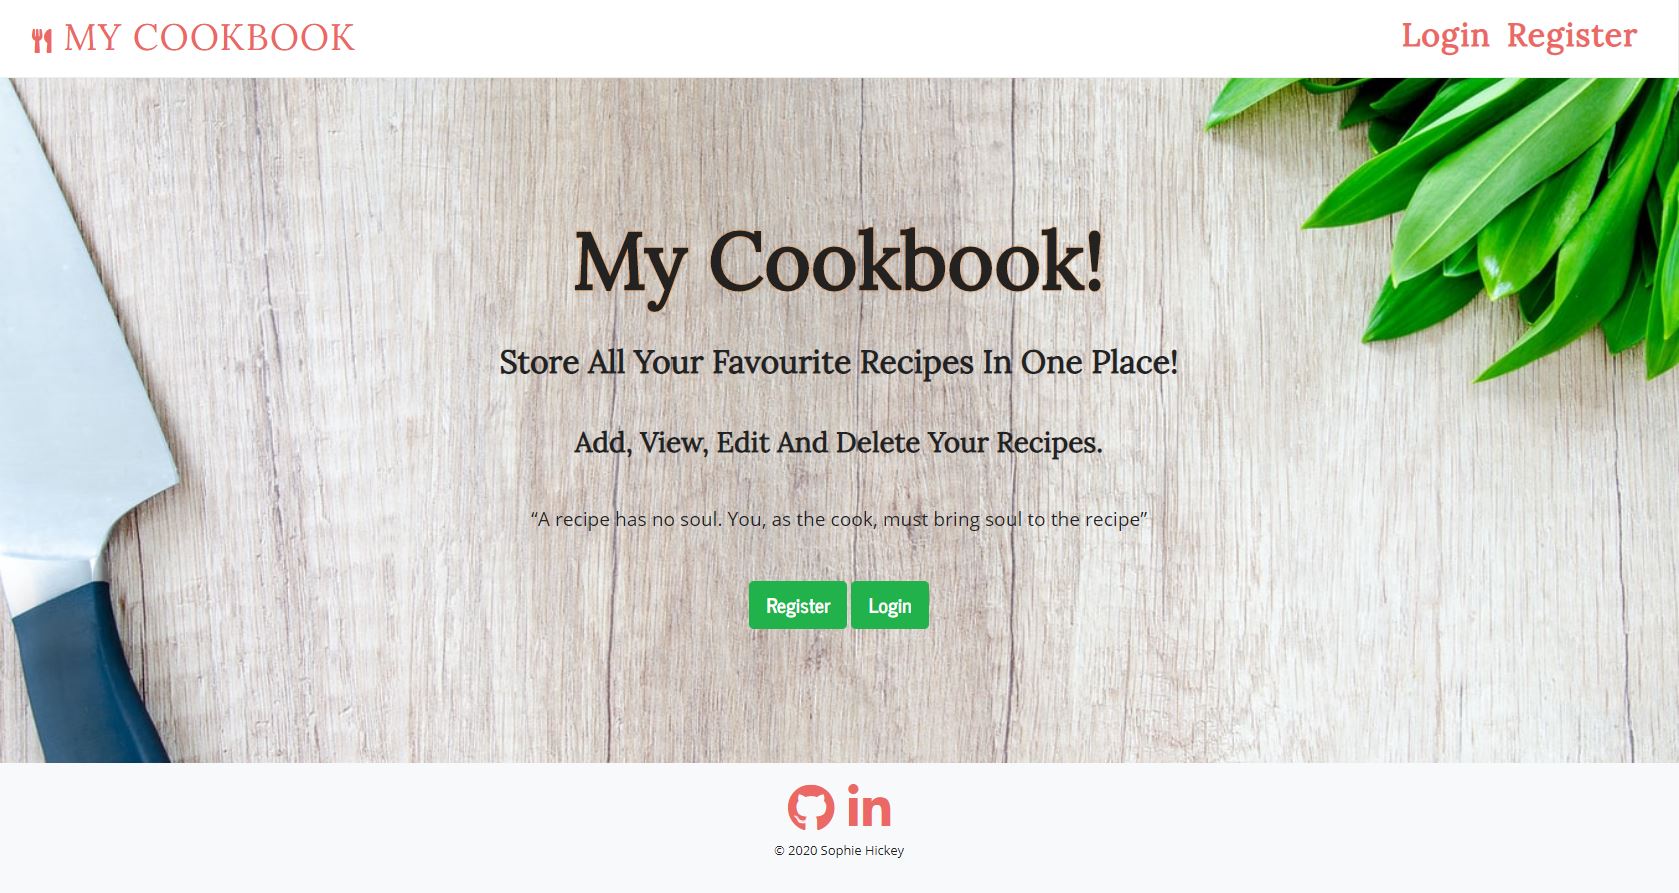 MY COOKBOOK
Login Register
My Cookbook!
Store All Your Favourite Recipes In One Place!
Add, View, Edit And Delete Your Recipes.
“A recipe has no soul. You, as the cook, must bring soul to the recipe”
Register Login
in
© 2020 Sophie Hickey